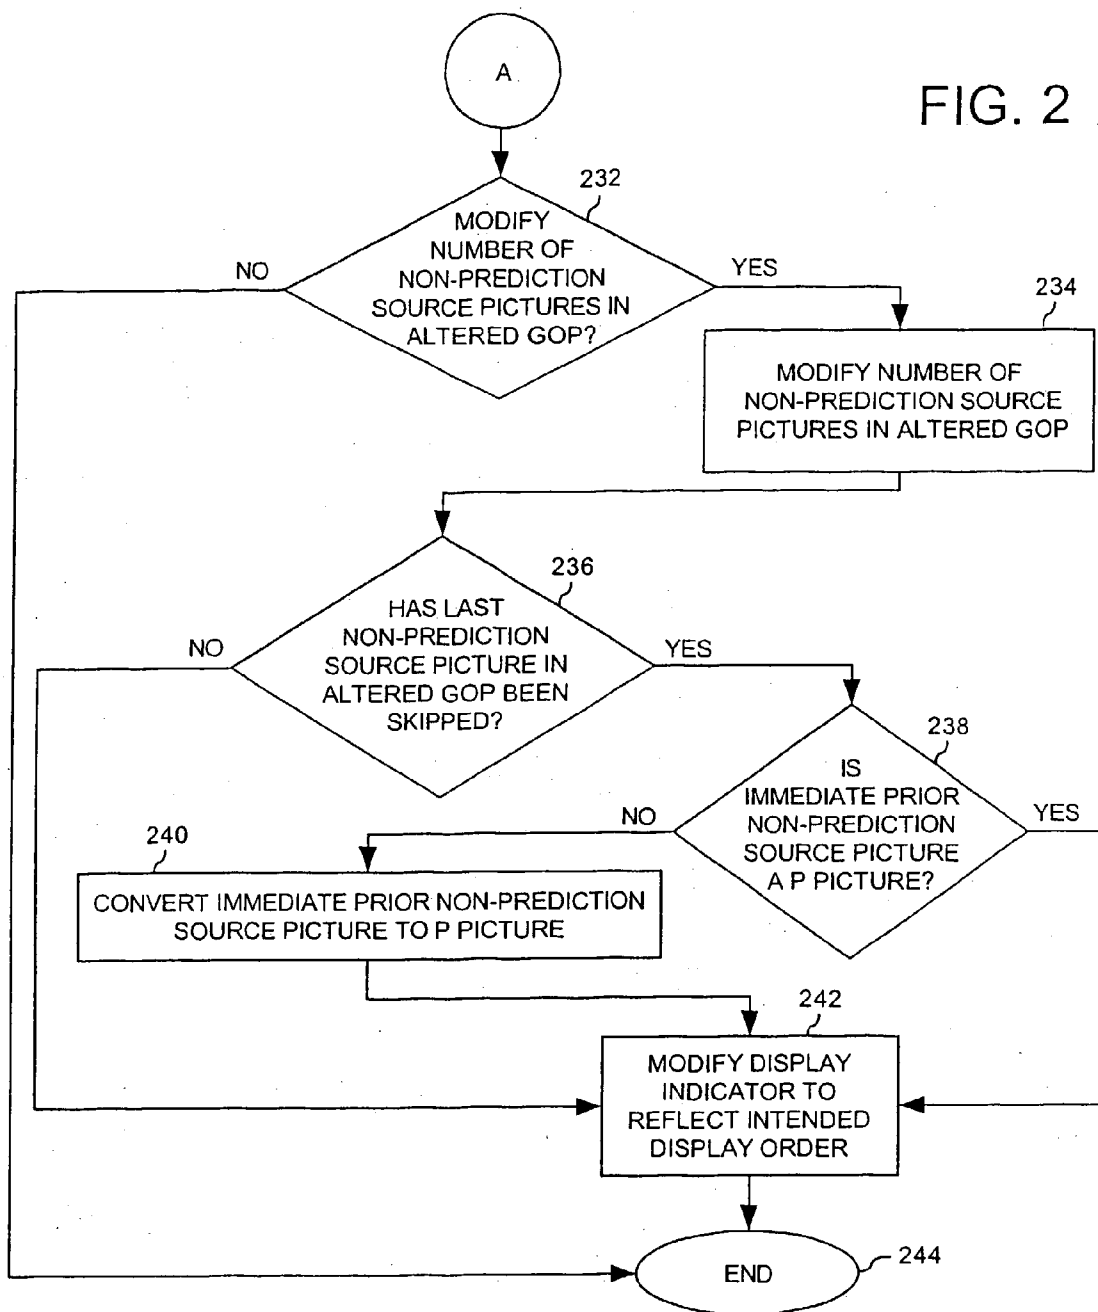 A
FIG. 2
232
MODIFY
NUMBER OF
NON-PREDICTION
SOURCE PICTURES IN
ALTERED GOP?
NO
YES
234
MODIFY NUMBER OF
NON-PREDICTION SOURCE
PICTURES IN ALTERED GOP
236
HAS LAST
NON-PREDICTION
SOURCE PICTURE IN
ALTERED GOP BEEN
SKIPPED?
NO
YES
238
IS
IMMEDIATE PRIOR
NON-PREDICTION
SOURCE PICTURE
A P PICTURE?
NO
YES
240
CONVERT IMMEDIATE PRIOR NON-PREDICTION
SOURCE PICTURE TO P PICTURE
242
MODIFY DISPLAY
INDICATOR TO
REFLECT INTENDED
DISPLAY ORDER
END
244